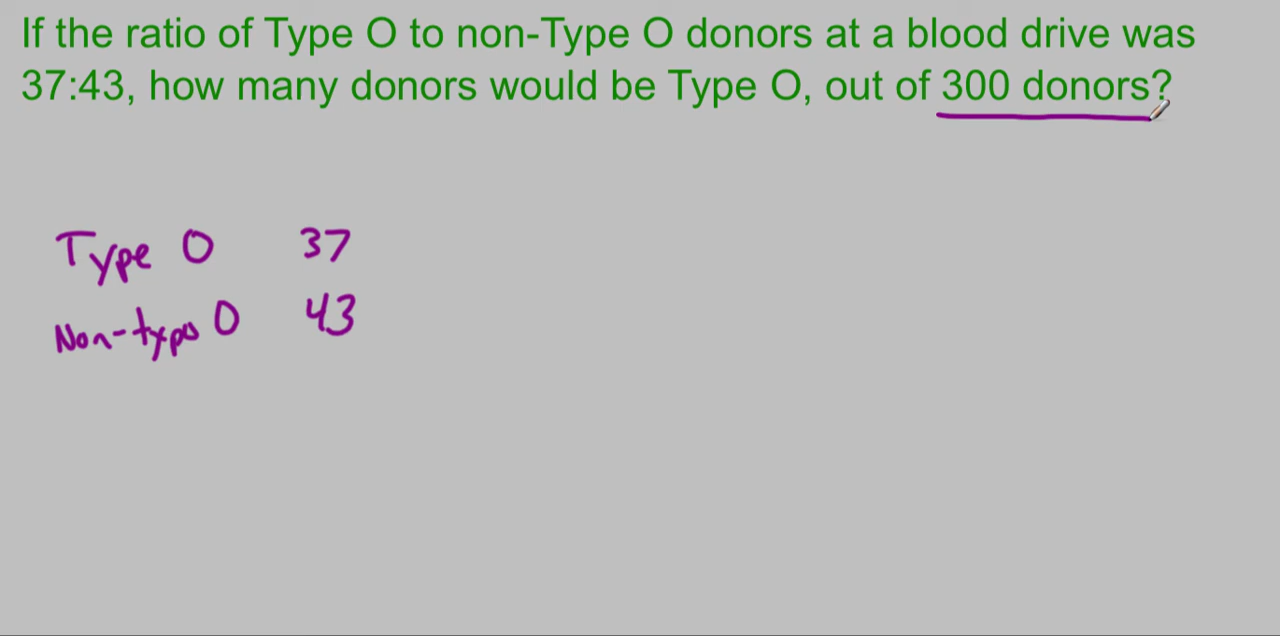 If the ratio of Type O to non-Type O donors at a blood drive was
37:43, how many donors would be Type O, out of 300 donors?
Type O 37
Non-type O 43